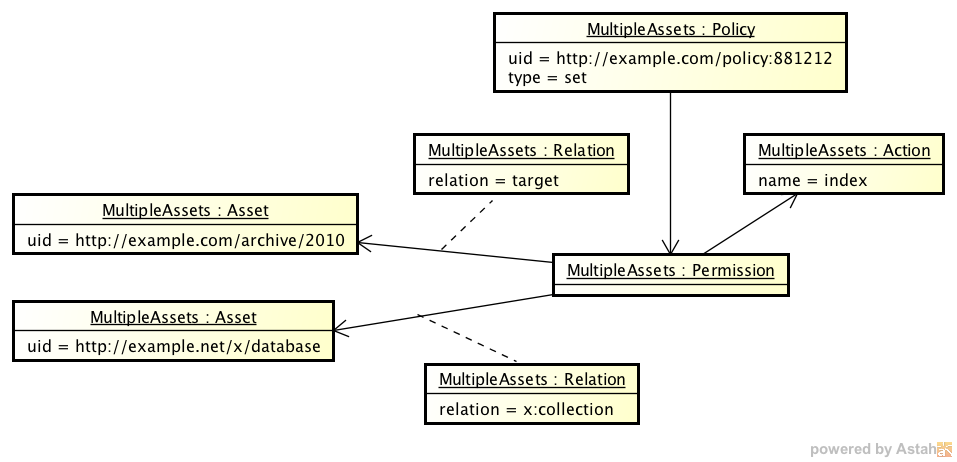 MultipleAssets : Policy
uid = http://example.com/policy:881212
type = set
MultipleAssets : Relation
relation = target
MultipleAssets : Action
name = index
MultipleAssets : Asset
uid = http://example.com/archive/2010
MultipleAssets : Permission
MultipleAssets : Asset
uid = http://example.net/x/database
MultipleAssets : Relation
relation = x:collection
powered by Astah